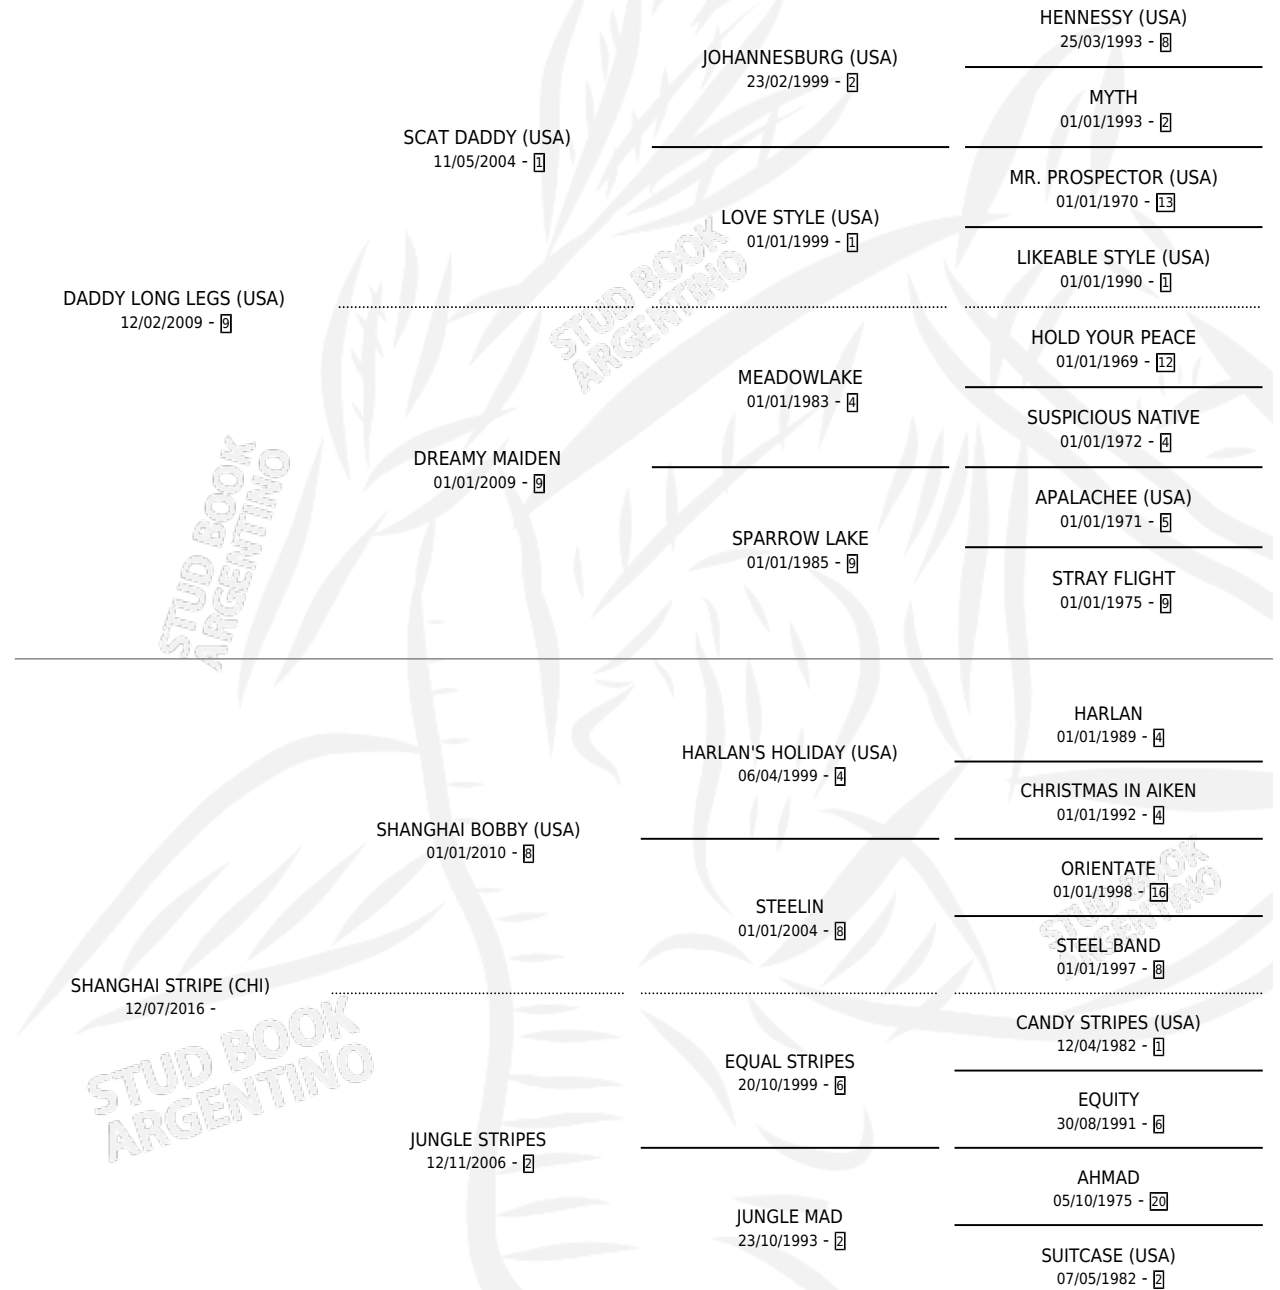 HENNESSY (USA)
25/03/1993 - 8
JOHANNESBURG (USA)
23/02/1999 - 2
MYTH
01/01/1993 - 2
SCAT DADDY (USA)
11/05/2004 - 1
MR. PROSPECTOR (USA)
01/01/1970 - 13
LOVE STYLE (USA)
01/01/1999 - 1
LIKEABLE STYLE (USA)
01/01/1990 - 1
DADDY LONG LEGS (USA)
12/02/2009 - 9
HOLD YOUR PEACE
01/01/1969 - 12
MEADOWLAKE
01/01/1983 - 4
SUSPICIOUS NATIVE
01/01/1972 - 4
DREAMY MAIDEN
01/01/2009 - 9
APALACHEE (USA)
01/01/1971 - 5
SPARROW LAKE
01/01/1985 - 9
STRAY FLIGHT
01/01/1975 - 9
HARLAN
01/01/1989 - 4
HARLAN'S HOLIDAY (USA)
06/04/1999 - 4
CHRISTMAS IN AIKEN
01/01/1992 - 4
SHANGHAI BOBBY (USA)
01/01/2010 - 8
ORIENTATE
01/01/1998 - 16
STEELIN
01/01/2004 - 8
STEEL BAND
01/01/1997 - 8
SHANGHAI STRIPE (CHI)
12/07/2016 -
CANDY STRIPES (USA)
12/04/1982 - 1
EQUAL STRIPES
20/10/1999 - 6
EQUITY
30/08/1991 - 6
JUNGLE STRIPES
12/11/2006 - 2
AHMAD
05/10/1975 - 20
JUNGLE MAD
23/10/1993 - 2
SUITCASE (USA)
07/05/1982 - 2
STUD BOOK
ARGENTINO
STUD BOOK
ARGENTINO
STUD BOOK
ARGENTINO
STUD BOOK
ARGENTINO